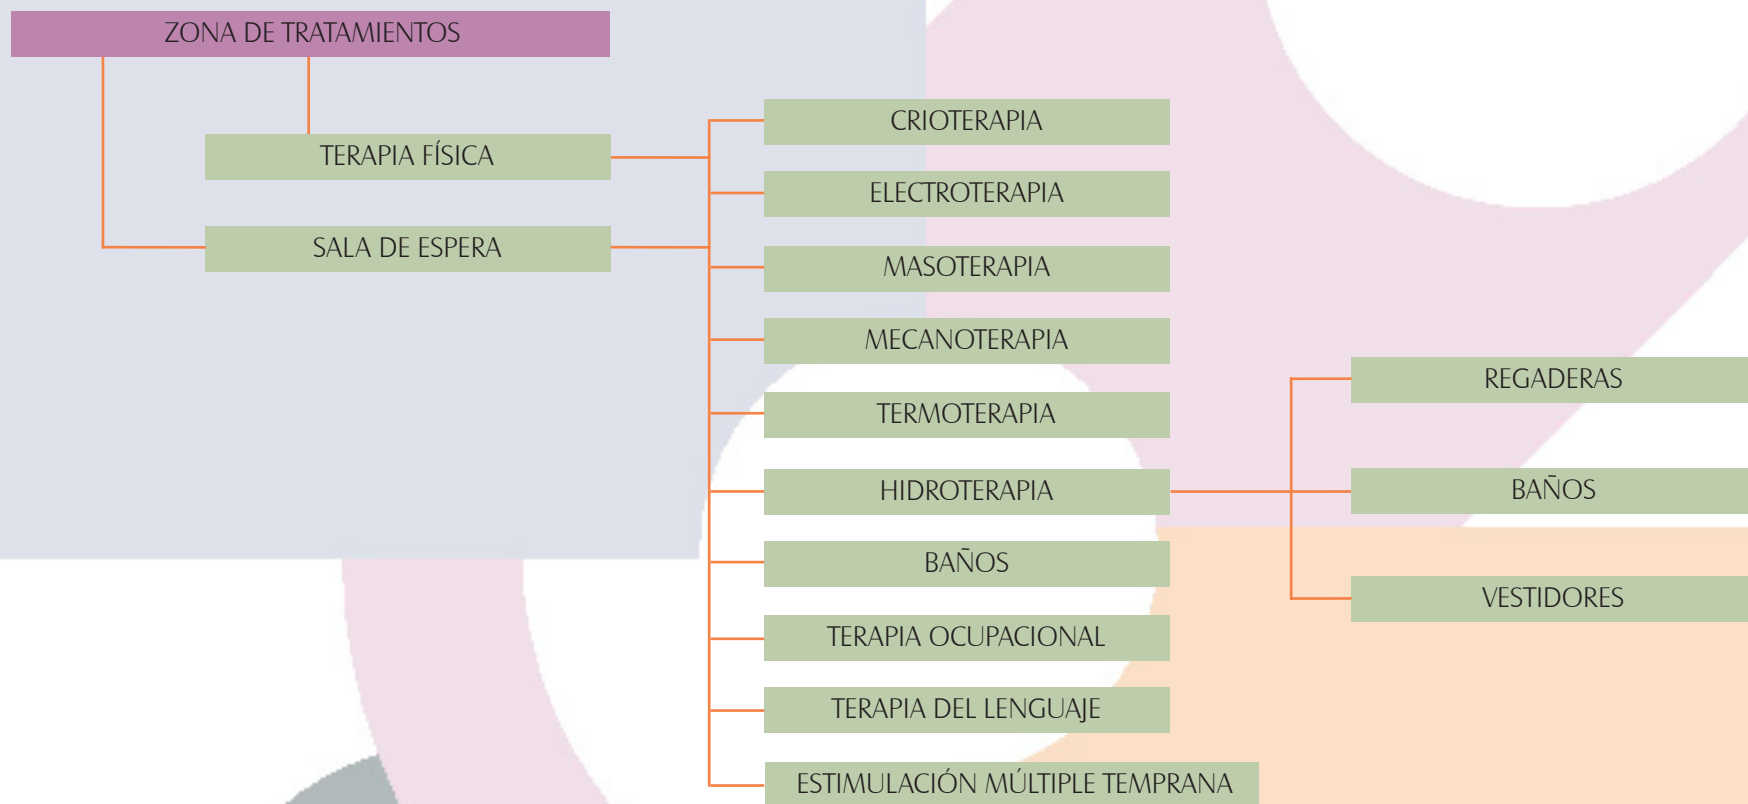 ZONA DE TRATAMIENTOS
TERAPIA FÍSICA
SALA DE ESPERA
CRIOTERAPIA
ELECTROTERAPIA
MASOTERAPIA
MECANOTERAPIA
TERMOTERAPIA
HIDROTERAPIA
BAÑOS
TERAPIA OCUPACIONAL
TERAPIA DEL LENGUAJE
ESTIMULACIÓN MÚLTIPLE TEMPRANA
REGADERAS
BAÑOS
VESTIDORES